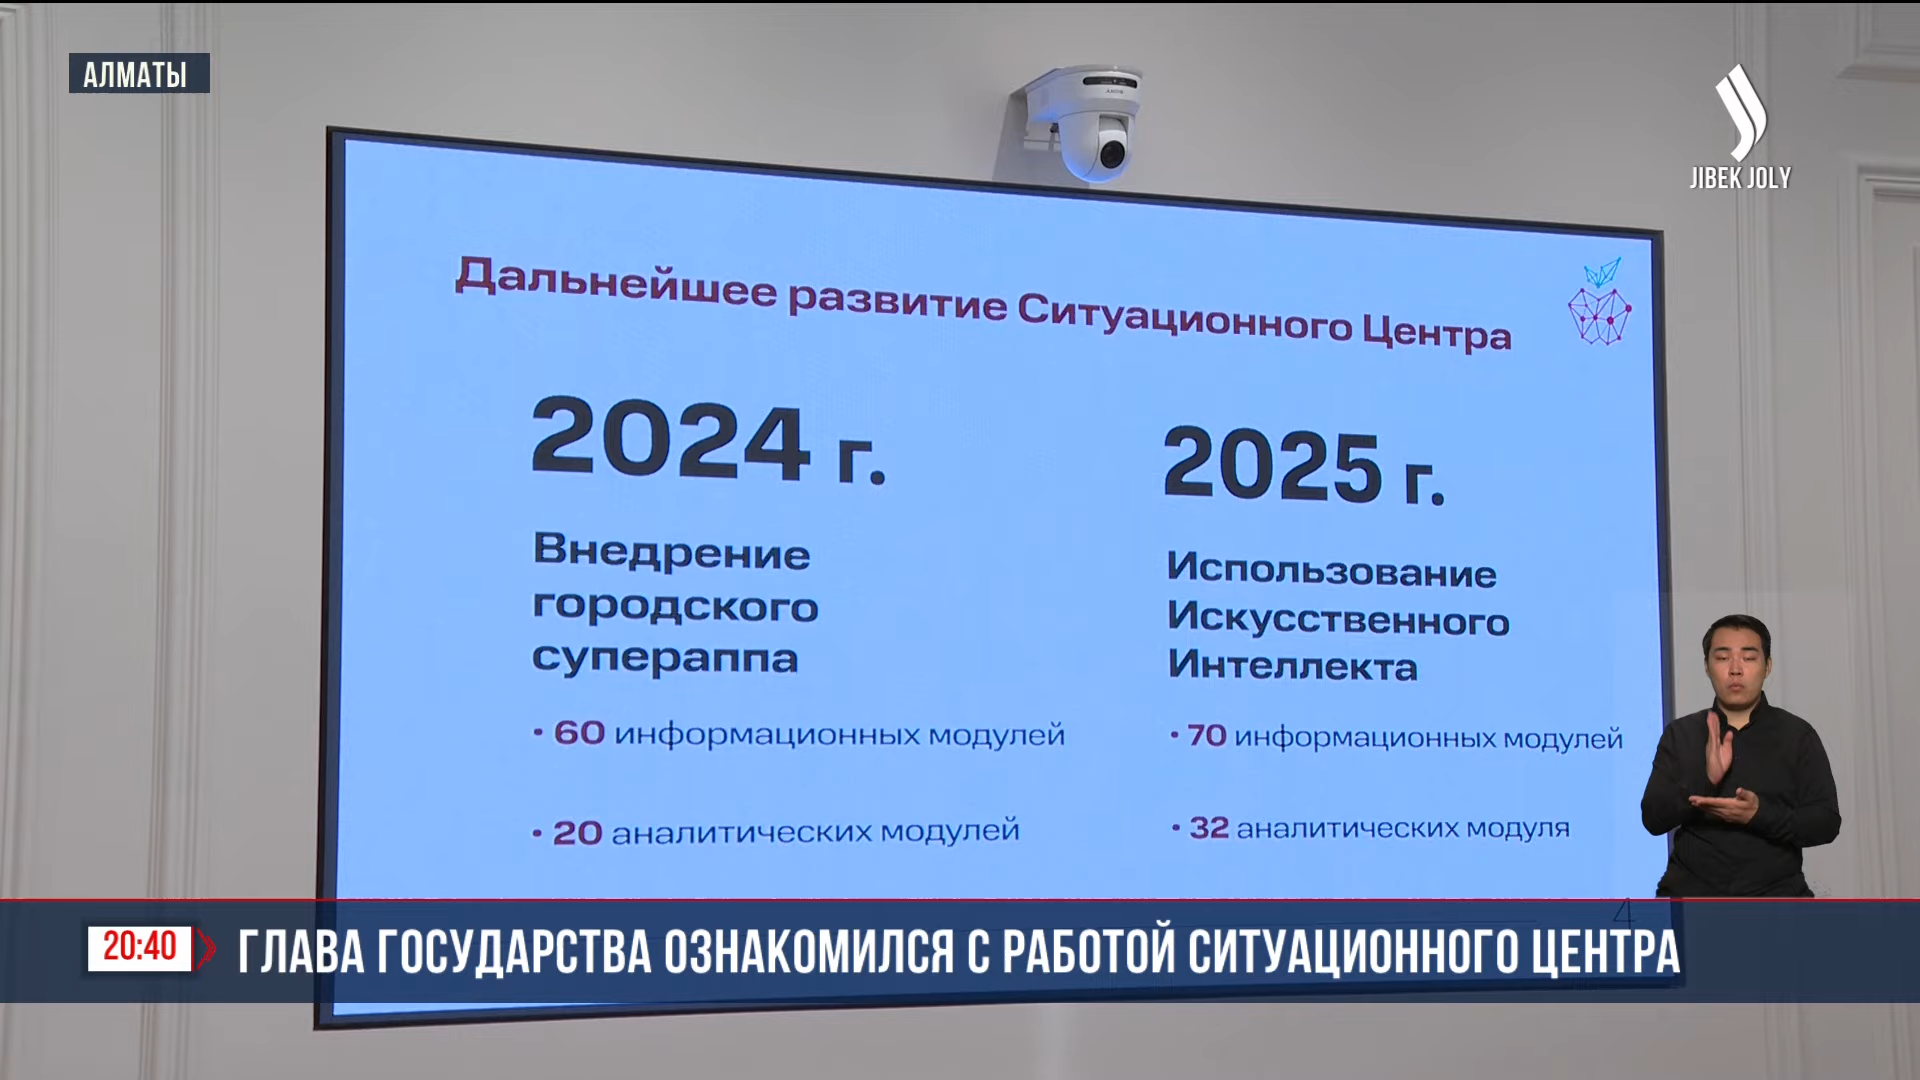 АЛМАТЫ
JIBEK JOLY
Дальнейшее развитие Ситуационного Центра
2024 г.
Внедрение
городского
супераппа
• 60 информационных модулей
• 20 аналитических модулей
2025 г.
Использование
Искусственного
Интеллекта
• 70 информационных модулей
• 32 аналитических модуля
4
20:40
ГЛАВА ГОСУДАРСТВА ОЗНАКОМИЛСЯ С РАБОТОЙ СИТУАЦИОННОГО ЦЕНТРА